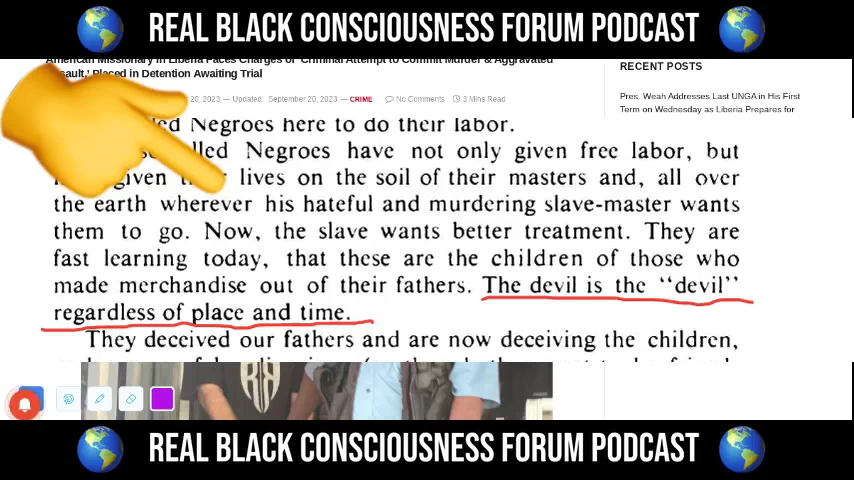 REAL BLACK CONSCIOUSNESS FORUM PODCAST
American Missionary in Liberia Faces Charges of 'Criminal Attempt to Commit Murder & Aggravated
Assault,' Placed in Detention Awaiting Trial
20, 2023 — Updated: September 20, 2023 — CRIME No Comments 3 Mins Read
RECENT POSTS
Pres. Weah Addresses Last UNGA in His First
Term on Wednesday as Liberia Prepares for
Negroes here to do their labor.
Negroes have not only given free labor, but
given their lives on the soil of their masters and, all over
the earth wherever his hateful and murdering slave-master wants
them to go. Now, the slave wants better treatment. They are
fast learning today, that these are the children of those who
made merchandise out of their fathers. The devil is the "devil"
regardless of place and time.
They deceived our fathers and are now deceiving the children,
REAL BLACK CONSCIOUSNESS FORUM PODCAST